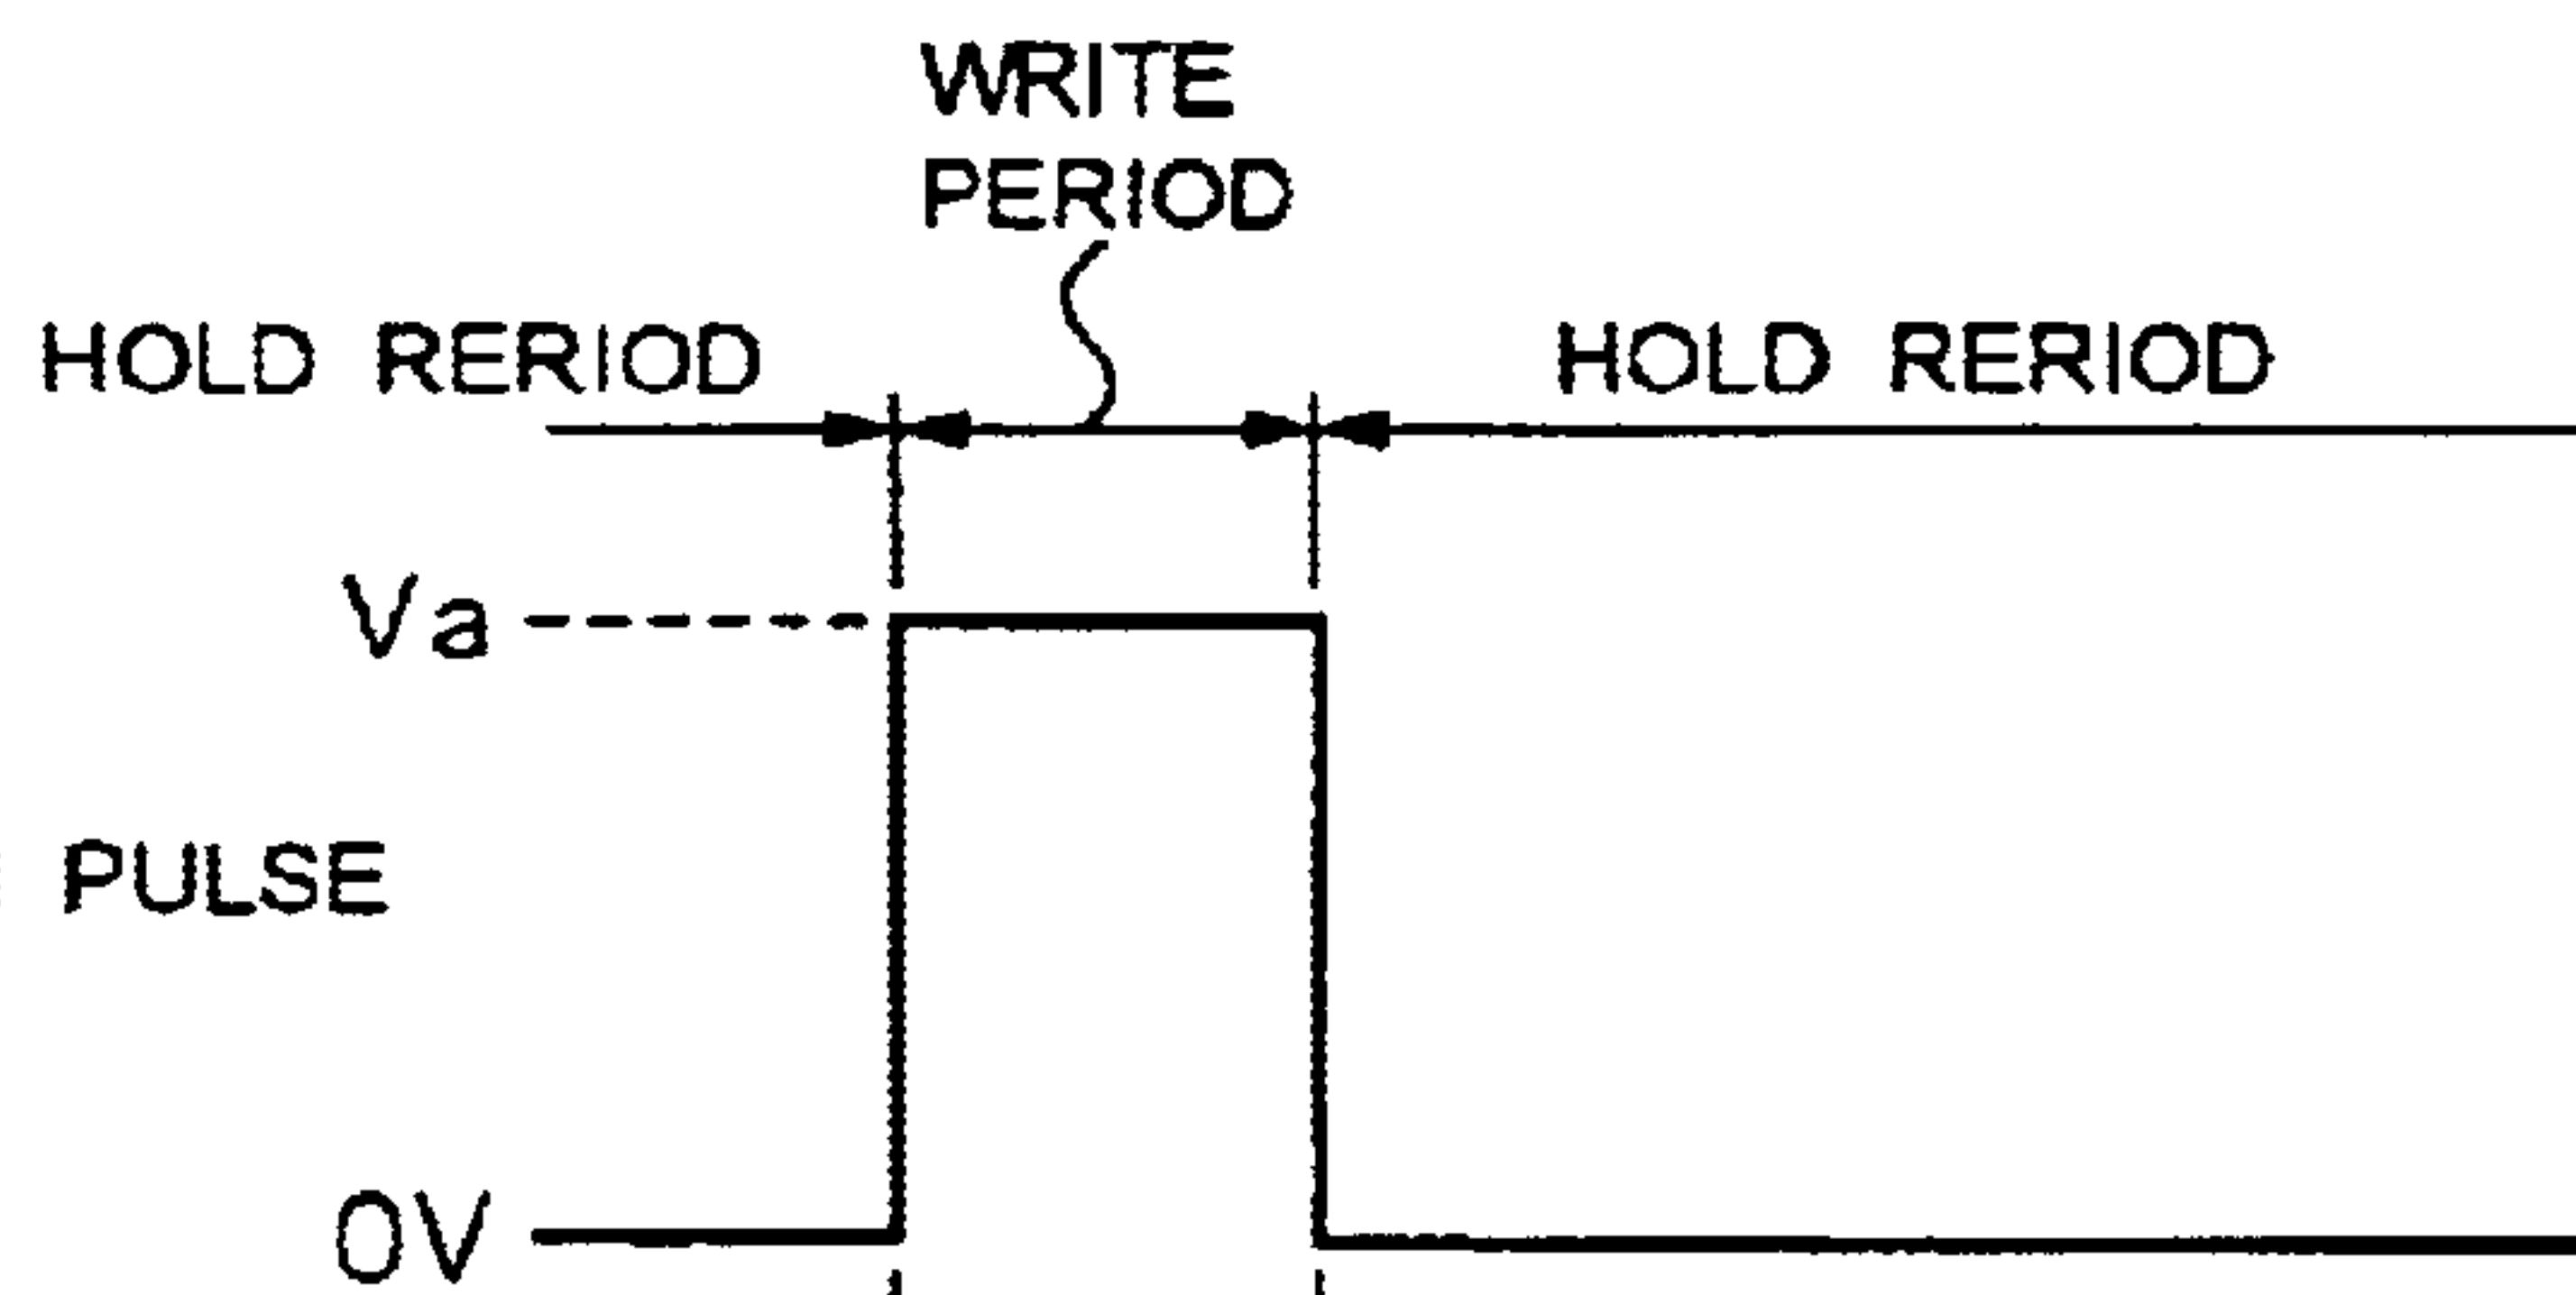 WRITE
PERIOD
HOLD RERIOD
HOLD RERIOD
Va
PULSE
0V